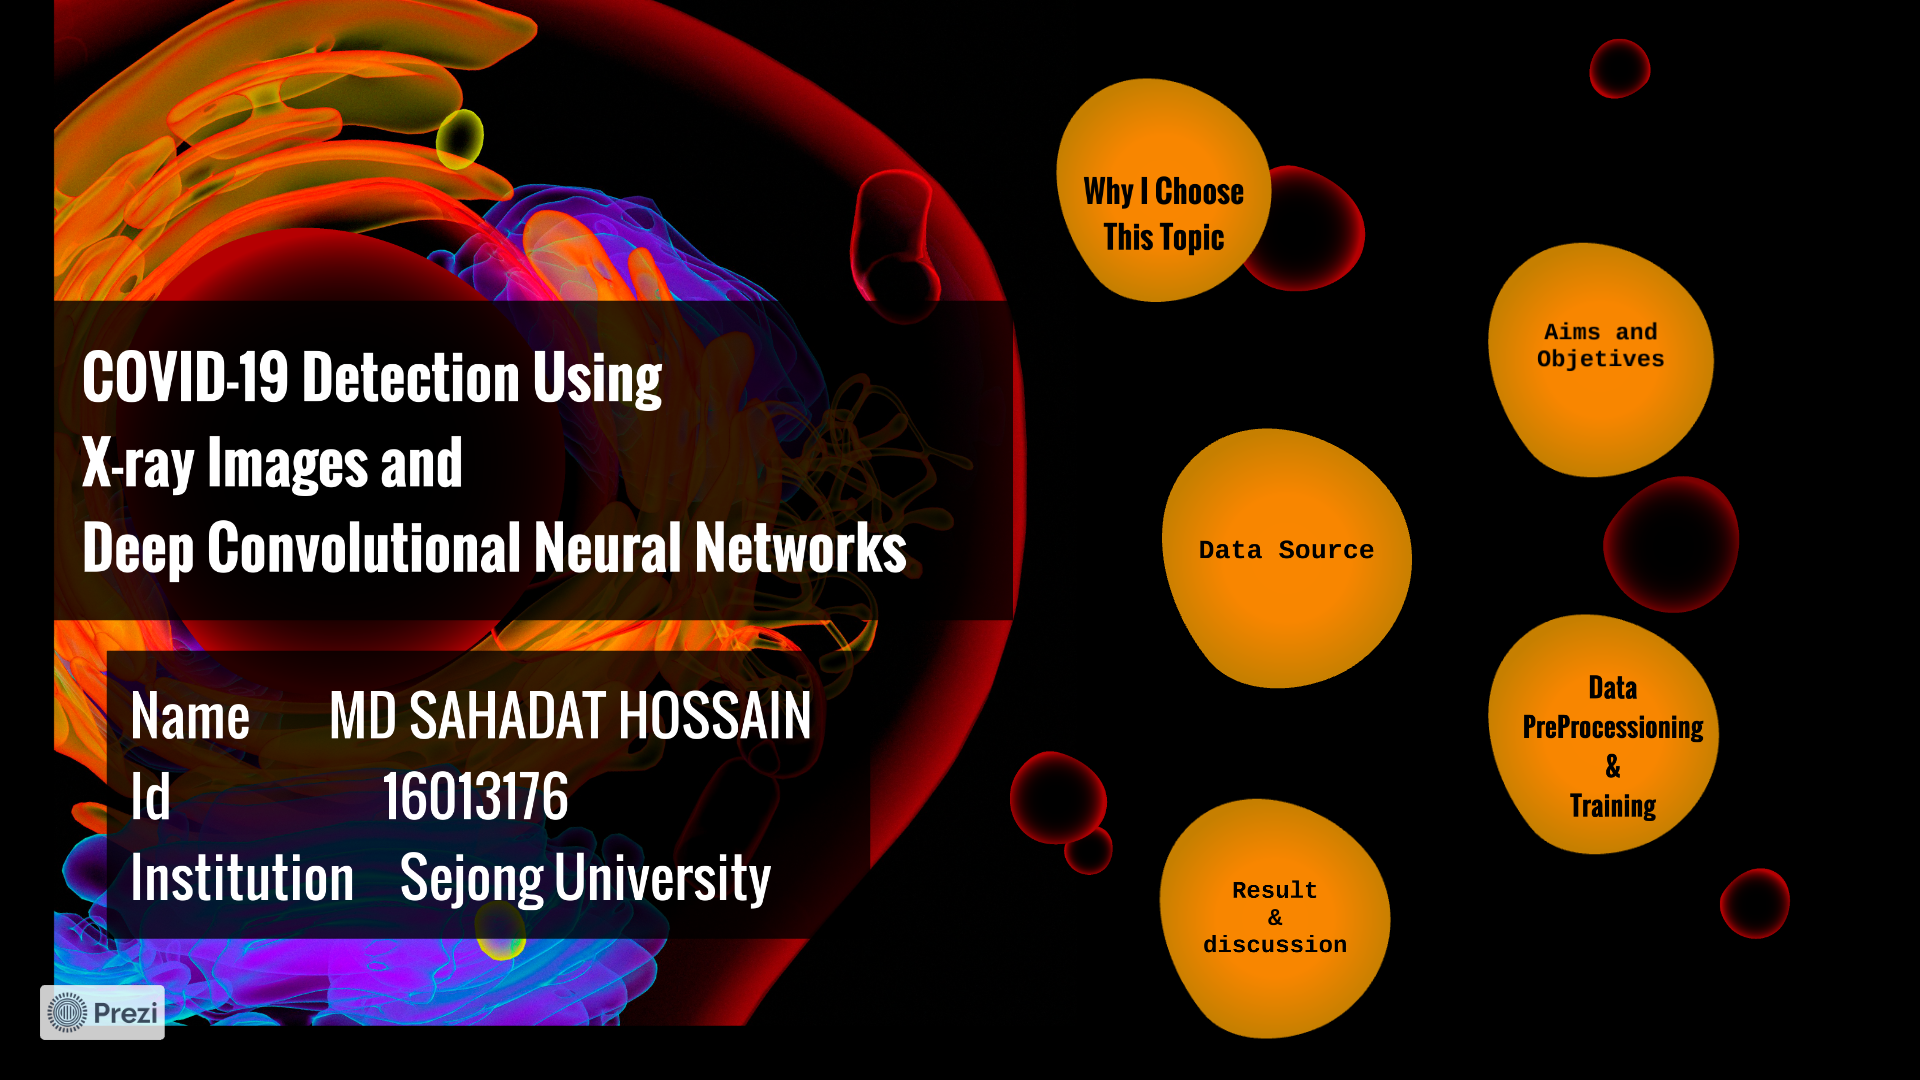 COVID-19 Detection Using
X-ray Images and
Deep Convolutional Neural Networks
Name MD SAHADAT HOSSAIN
Id 16013176
Institution Sejong University
Why I Choose
This Topic
Aims and
Objetives
Data Source
Data
PreProcessioning
&
Training
Result
&
discussion
Prezi